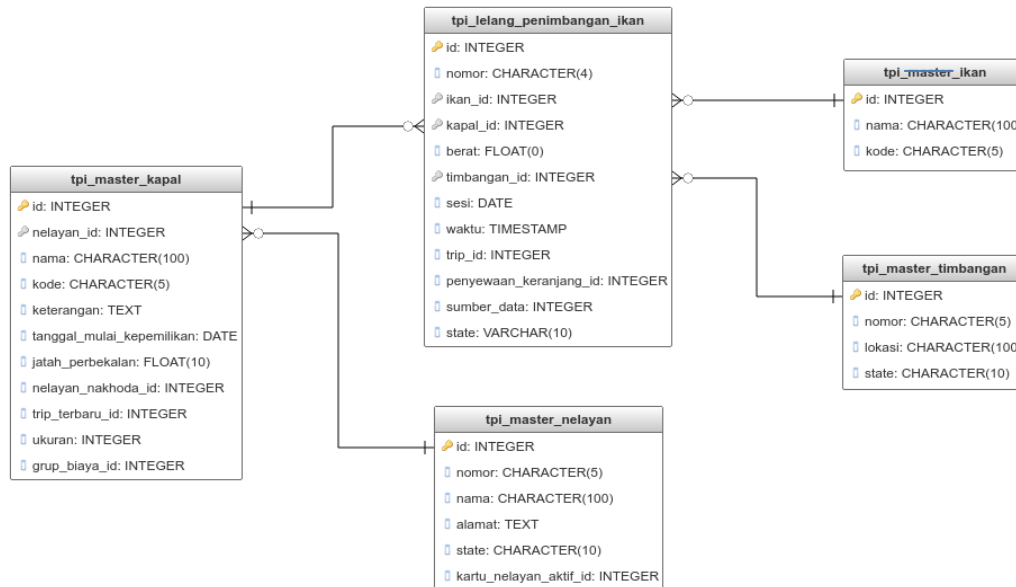 tpi_lelang_penimbangan_ikan
id: INTEGER
nomor: CHARACTER(4)
ikan_id: INTEGER
kapal_id: INTEGER
berat: FLOAT(0)
timbangan_id: INTEGER
sesi: DATE
waktu: TIMESTAMP
trip_id: INTEGER
penyewaan_keranjang_id: INTEGER
sumber_data: INTEGER
state: VARCHAR(10)
tpi_master_ikan
id: INTEGER
nama: CHARACTER(100
kode: CHARACTER(5)
tpi_master_kapal
id: INTEGER
nelayan_id: INTEGER
nama: CHARACTER(100)
kode: CHARACTER(5)
keterangan: TEXT
tanggal_mulai_kepemilikan: DATE
jatah_perbekalan: FLOAT(10)
nelayan_nakhoda_id: INTEGER
trip_terbaru_id: INTEGER
ukuran: INTEGER
grup_biaya_id: INTEGER
tpi_master_timbangan
id: INTEGER
nomor: CHARACTER(5)
lokasi: CHARACTER(100
state: CHARACTER(10)
tpi_master_nelayan
id: INTEGER
nomor: CHARACTER(5)
nama: CHARACTER(100)
alamat: TEXT
state: CHARACTER(10)
kartu_nelayan_aktif_id: INTEGER